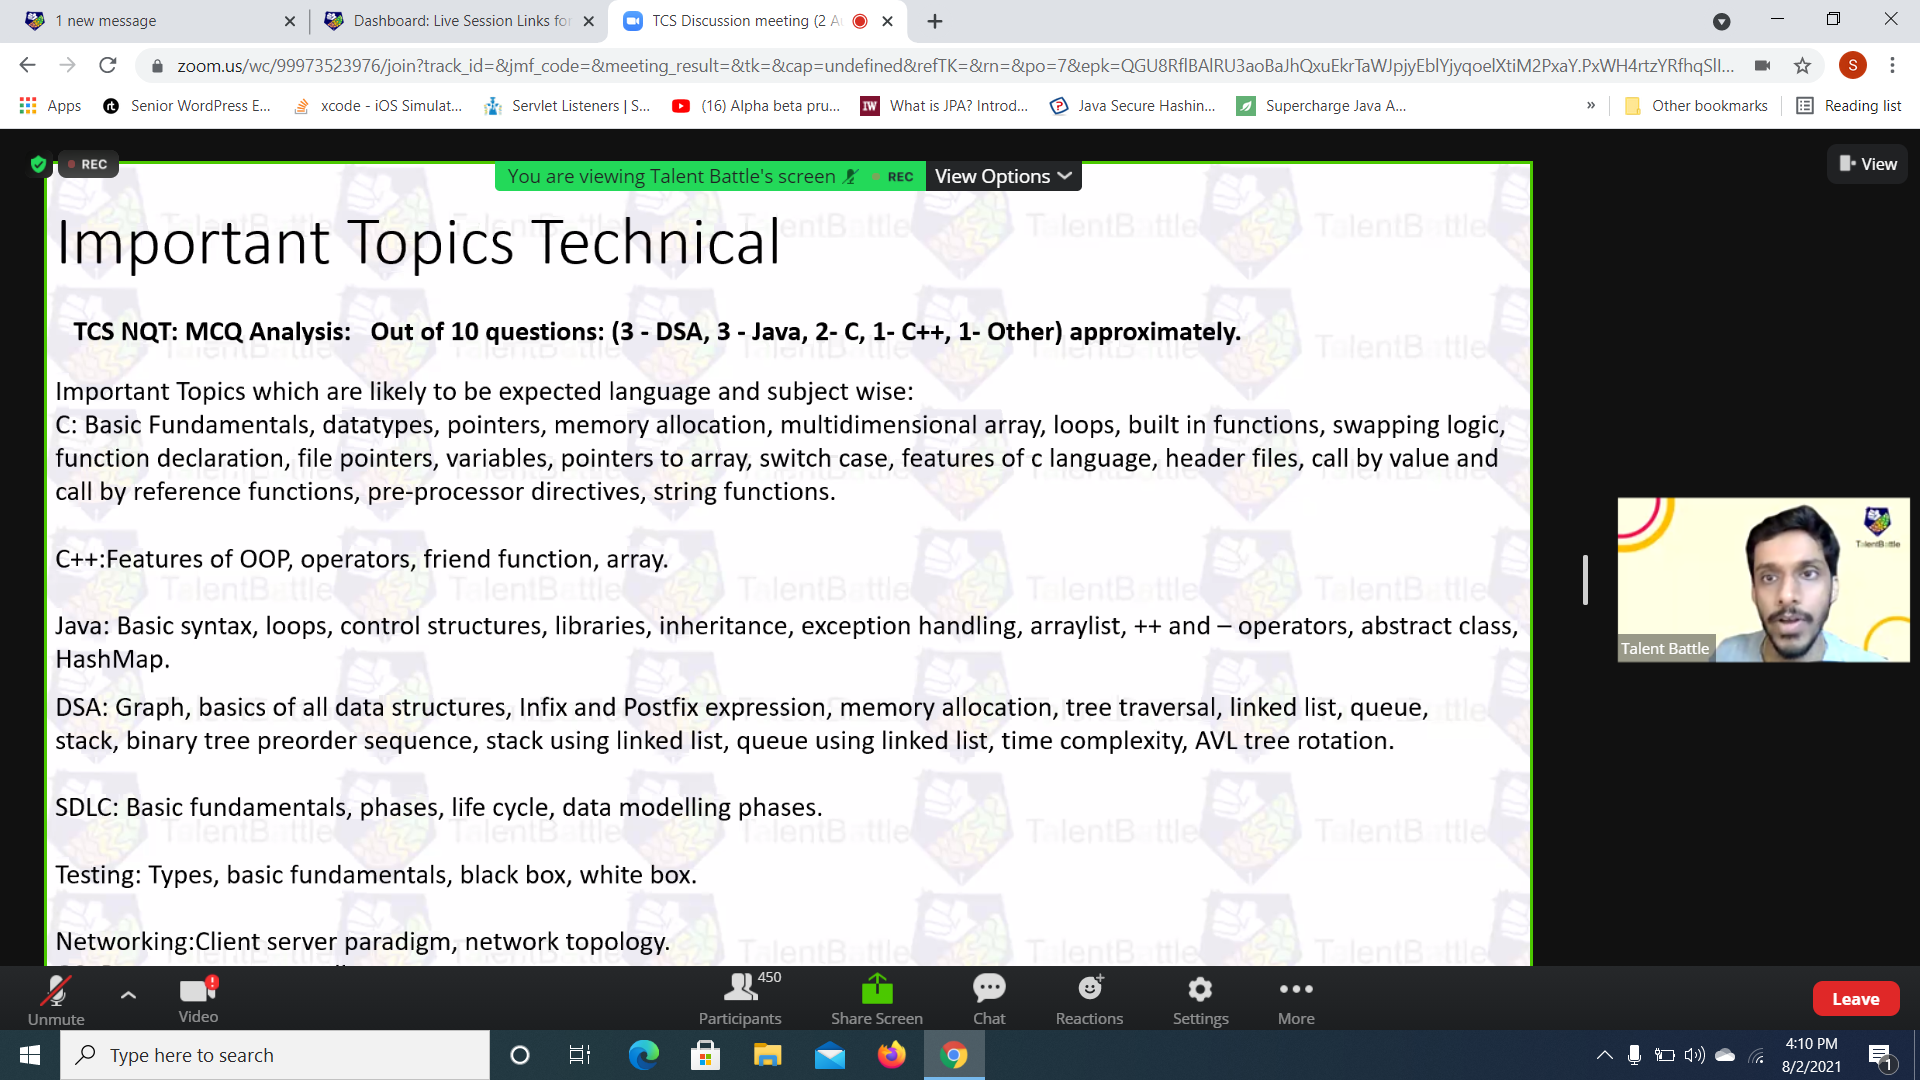 1 new message
Dashboard: Live Session Links for
TCS Discussion meeting (2 A
zoom.us/wc/99973523976/join?track_id=&jmf_code=&meeting_result=&tk=&cap=undefined&refTK=&rn=&po=7&epk=
Apps
Senior WordPress E...
xcode - iOS Simulat...
Servlet Listeners | S...
(16) Alpha beta pru...
What is JPA? Introd...
Java Secure Hashin...
Supercharge Java A...
»
Other bookmarks
Reading list
REC
You are viewing Talent Battle's screen
REC
View Options
View
Important Topics Technical
TCS NQT: MCQ Analysis: Out of 10 questions: (3 - DSA, 3 - Java, 2- C, 1- C++, 1- Other) approximately.
Important Topics which are likely to be expected language and subject wise:
C: Basic Fundamentals, datatypes, pointers, memory allocation, multidimensional array, loops, built in functions, swapping logic,
function declaration, file pointers, variables, pointers to array, switch case, features of c language, header files, call by value and
call by reference functions, pre-processor directives, string functions.
C++:Features of OOP, operators, friend function, array.
Java: Basic syntax, loops, control structures, libraries, inheritance, exception handling, arraylist, ++ and – operators, abstract class,
HashMap.
DSA: Graph, basics of all data structures, Infix and Postfix expression, memory allocation, tree traversal, linked list, queue,
stack, binary tree preorder sequence, stack using linked list, queue using linked list, time complexity, AVL tree rotation.
SDLC: Basic fundamentals, phases, life cycle, data modelling phases.
Testing: Types, basic fundamentals, black box, white box.
Networking:Client server paradigm, network topology.
TalentBattle
Talent Battle
Unmute
Video
450
Participants
Share Screen
Chat
Reactions
Settings
More
Leave
Type here to search
4:10 PM
8/2/2021
1